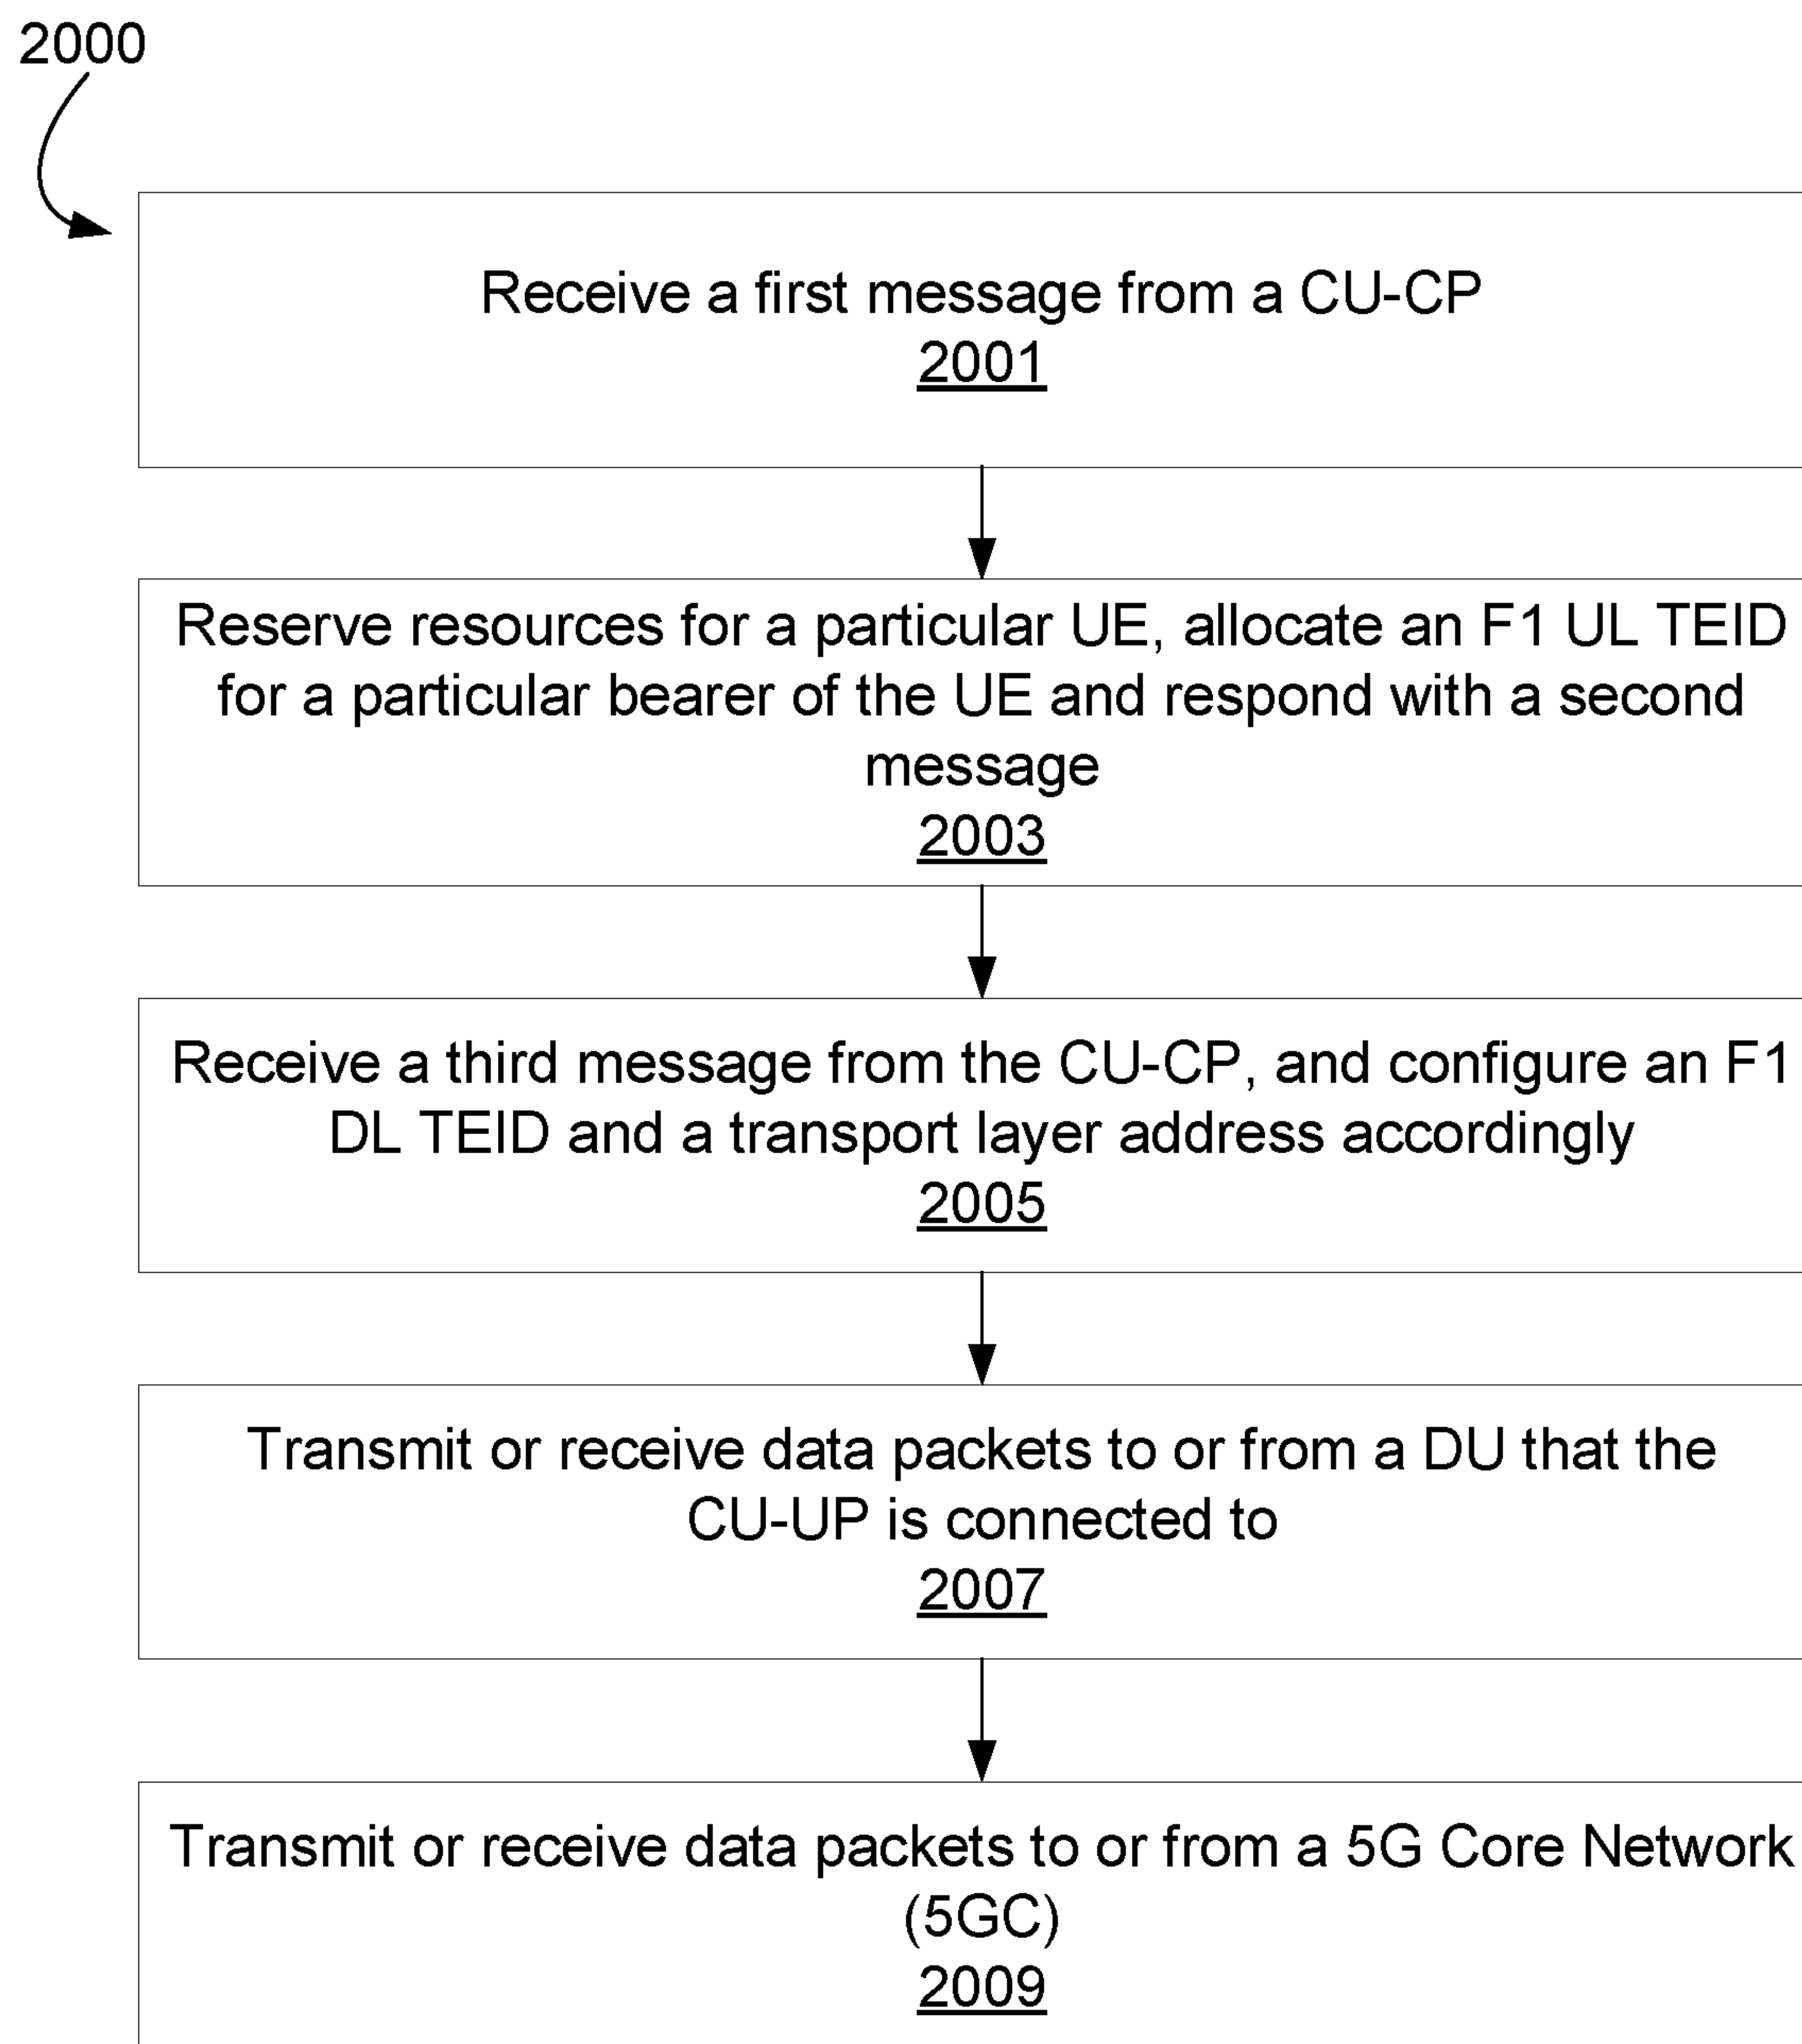 2000
Receive a first message from a CU-CP
2001
Reserve resources for a particular UE, allocate an F1 UL TEID
for a particular bearer of the UE and respond with a second
message
2003
Receive a third message from the CU-CP, and configure an F1
DL TEID and a transport layer address accordingly
2005
Transmit or receive data packets to or from a DU that the
CU-UP is connected to
2007
Transmit or receive data packets to or from a 5G Core Network
(5GC)
2009